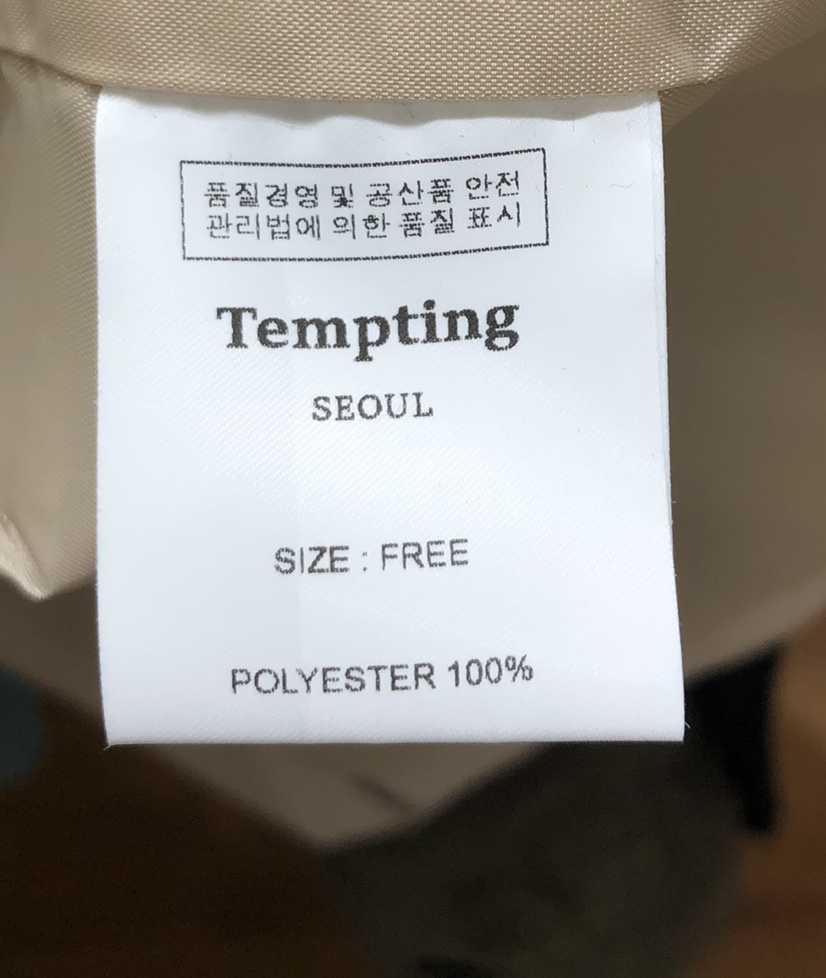 품질경영 및 공산품 안전
관리법에 의한 품질 표시
Tempting
SEOUL
SIZE : FREE
POLYESTER 100%